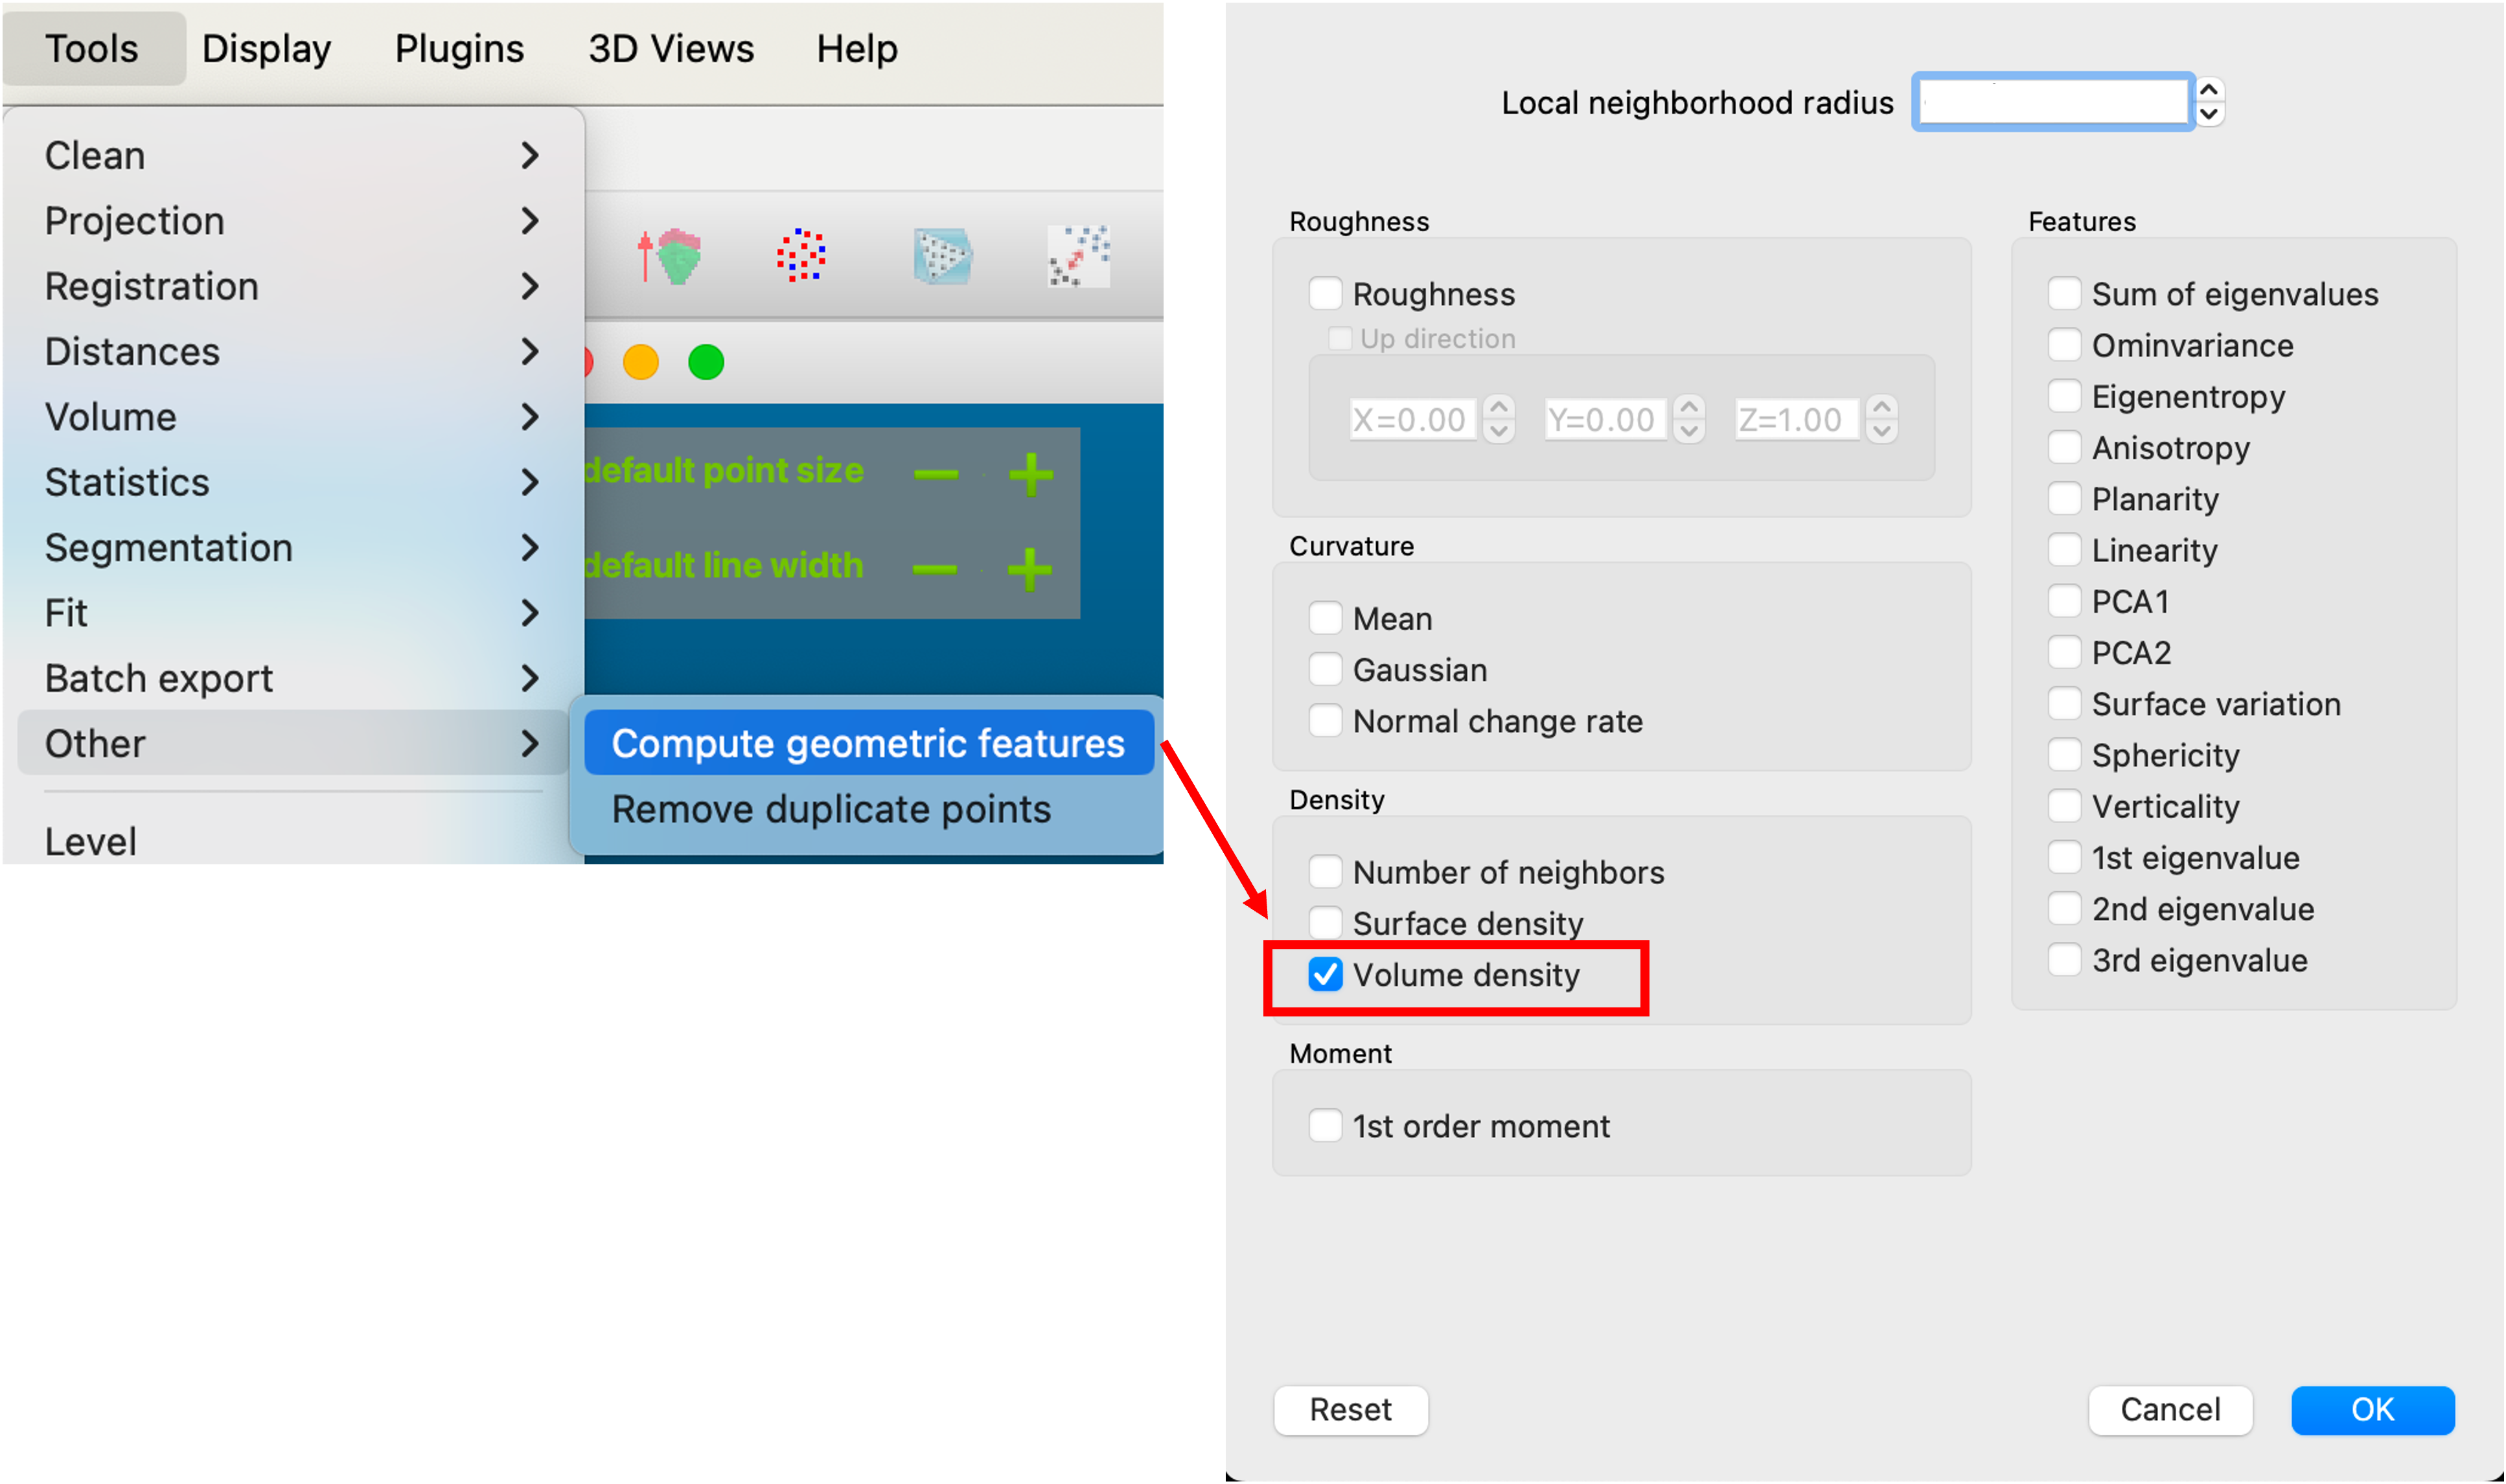 Tools Display Plugins 3D Views Help
Clean
Projection
Registration
Distances
Volume
Statistics
Segmentation
Fit
Batch export
Other
Level
default point size
default line width
Compute geometric features
Remove duplicate points
Local neighborhood radius
Roughness
Roughness
Up direction
X=0.00 Y=0.00 Z=1.00
Curvature
Mean
Gaussian
Normal change rate
Density
Number of neighbors
Surface density
Volume density
Moment
1st order moment
Features
Sum of eigenvalues
Ominvariance
Eigenentropy
Anisotropy
Planarity
Linearity
PCA1
PCA2
Surface variation
Sphericity
Verticality
1st eigenvalue
2nd eigenvalue
3rd eigenvalue
Reset Cancel OK